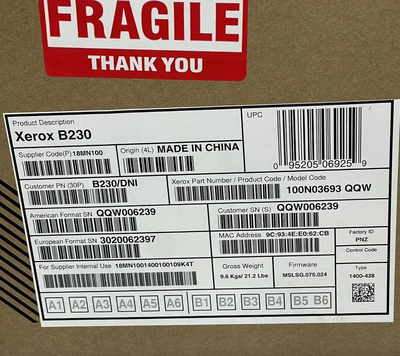 FRAGILE
THANK YOU
Product Description
Xerox B230
UPC
0 95205 06925 9
Supplier Code(P) 18MN100
Origin (4L) MADE IN CHINA
Customer PN (30P) B230/DNI
Xerox Part Number / Product Code / Model Code
100N03693 QQW
American Format SN QQW006239
Customer SN (S) QQW006239
European Format SN 3020062397
MAC Address 9C:93:4E:E0:62:CB
Factory ID
PNZ
Control Code
For Supplier Internal Use 18MN1001400100109K4T
Gross Weight
9.6 Kgs/ 21.2 Lbs
Firmware
MSLSG.075.024
Type
1400-438
A1 A2 A3 A4 A5 A6 B1 B2 B3 B4 B5 B6